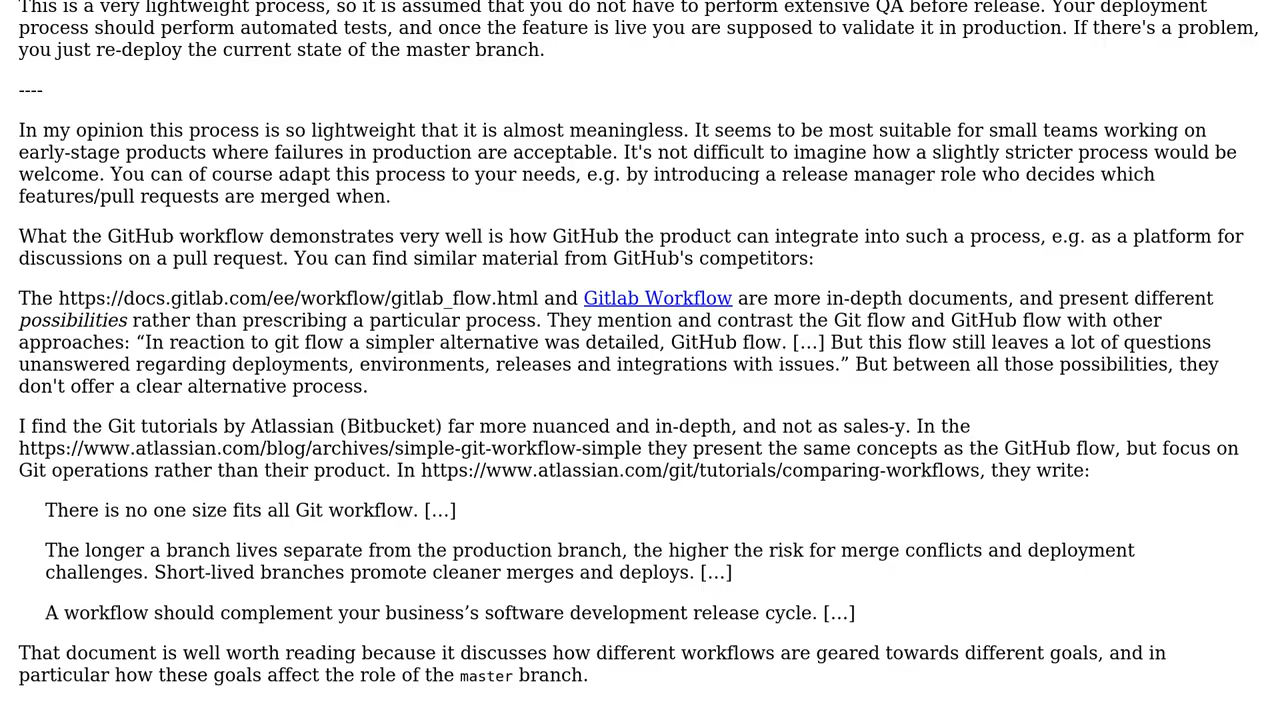 This is a very lightweight process, so it is assumed that you do not have to perform extensive QA before release. Your deployment
process should perform automated tests, and once the feature is live you are supposed to validate it in production. If there's a problem,
you just re-deploy the current state of the master branch.
----
In my opinion this process is so lightweight that it is almost meaningless. It seems to be most suitable for small teams working on
early-stage products where failures in production are acceptable. It's not difficult to imagine how a slightly stricter process would be
welcome. You can of course adapt this process to your needs, e.g. by introducing a release manager role who decides which
features/pull requests are merged when.
What the GitHub workflow demonstrates very well is how GitHub the product can integrate into such a process, e.g. as a platform for
discussions on a pull request. You can find similar material from GitHub's competitors:
The https://docs.gitlab.com/ee/workflow/gitlab_flow.html and Gitlab Workflow are more in-depth documents, and present different
possibilities rather than prescribing a particular process. They mention and contrast the Git flow and GitHub flow with other
approaches: “In reaction to git flow a simpler alternative was detailed, GitHub flow. […] But this flow still leaves a lot of questions
unanswered regarding deployments, environments, releases and integrations with issues.” But between all those possibilities, they
don't offer a clear alternative process.
I find the Git tutorials by Atlassian (Bitbucket) far more nuanced and in-depth, and not as sales-y. In the
https://www.atlassian.com/blog/archives/simple-git-workflow-simple they present the same concepts as the GitHub flow, but focus on
Git operations rather than their product. In https://www.atlassian.com/git/tutorials/comparing-workflows, they write:
There is no one size fits all Git workflow. […]
The longer a branch lives separate from the production branch, the higher the risk for merge conflicts and deployment
challenges. Short-lived branches promote cleaner merges and deploys. […]
A workflow should complement your business’s software development release cycle. […]
That document is well worth reading because it discusses how different workflows are geared towards different goals, and in
particular how these goals affect the role of the master branch.